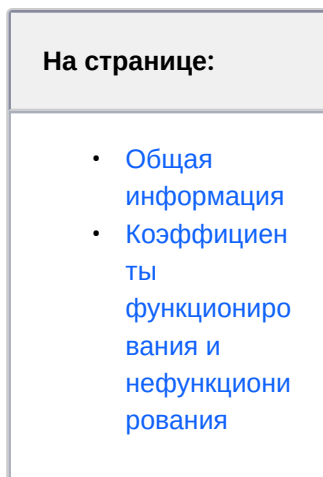 На странице:
• Общая
информация
• Коэффициен
ты
функциониро
вания и
нефункциони
рования